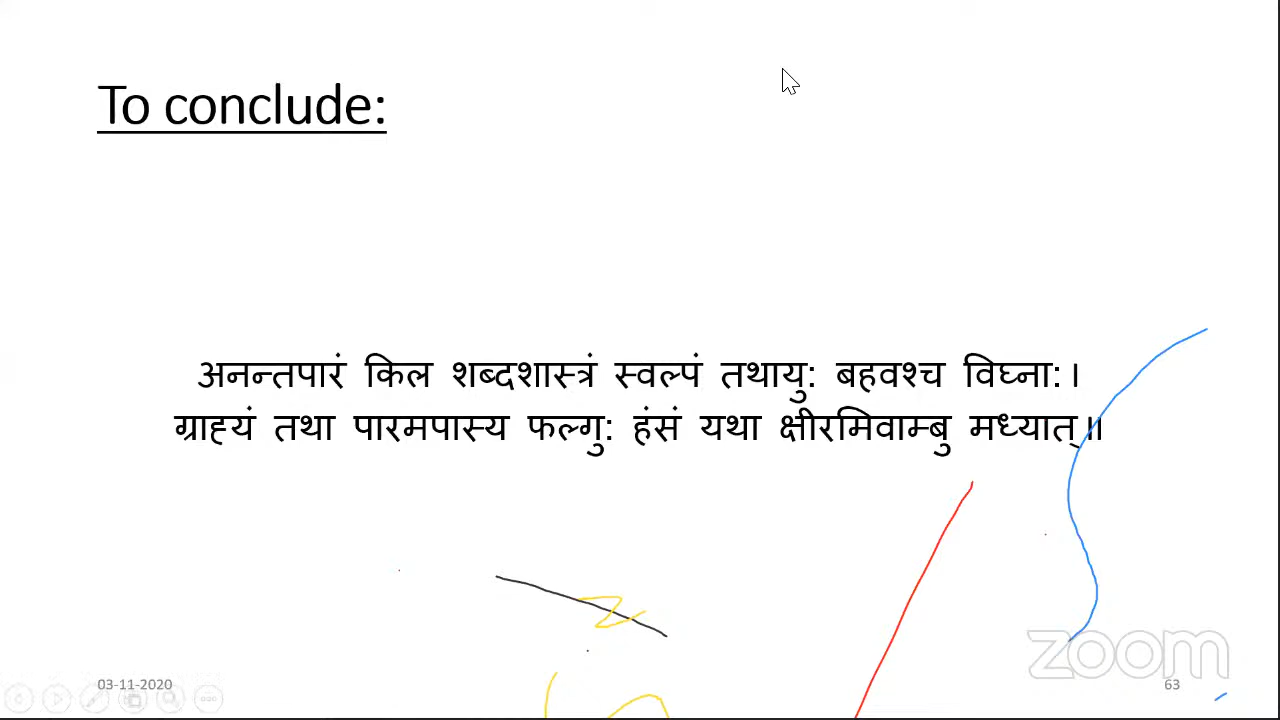 To conclude:
अनन्तपारं किल शब्दशास्त्रं स्वल्पं तथायु: बहवश्च विघ्ना: ।
ग्राह्यं तथा पारमपास्य फल्गु: हंसं यथा क्षीरमिवाम्बु मध्यात् ॥
zoom
03-11-2020
63